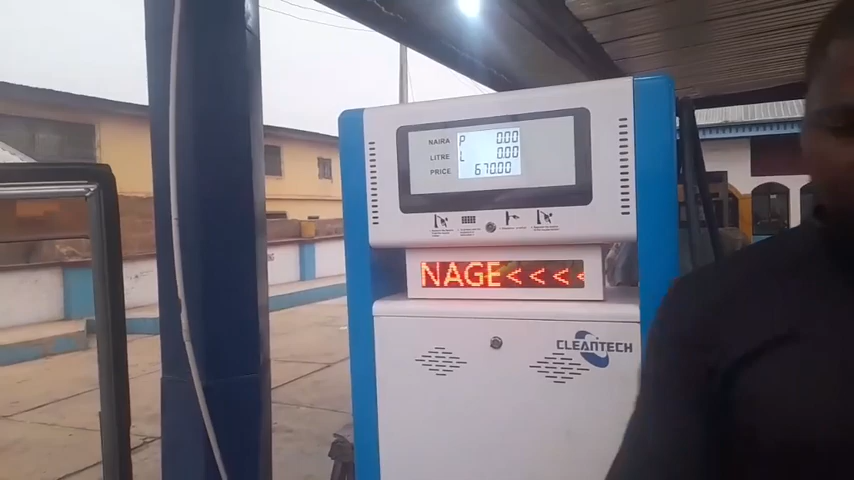 NAIRA P 0.00
LITRE L 0.00
PRICE 670.00
NAGE <<<<
CLEANTECH